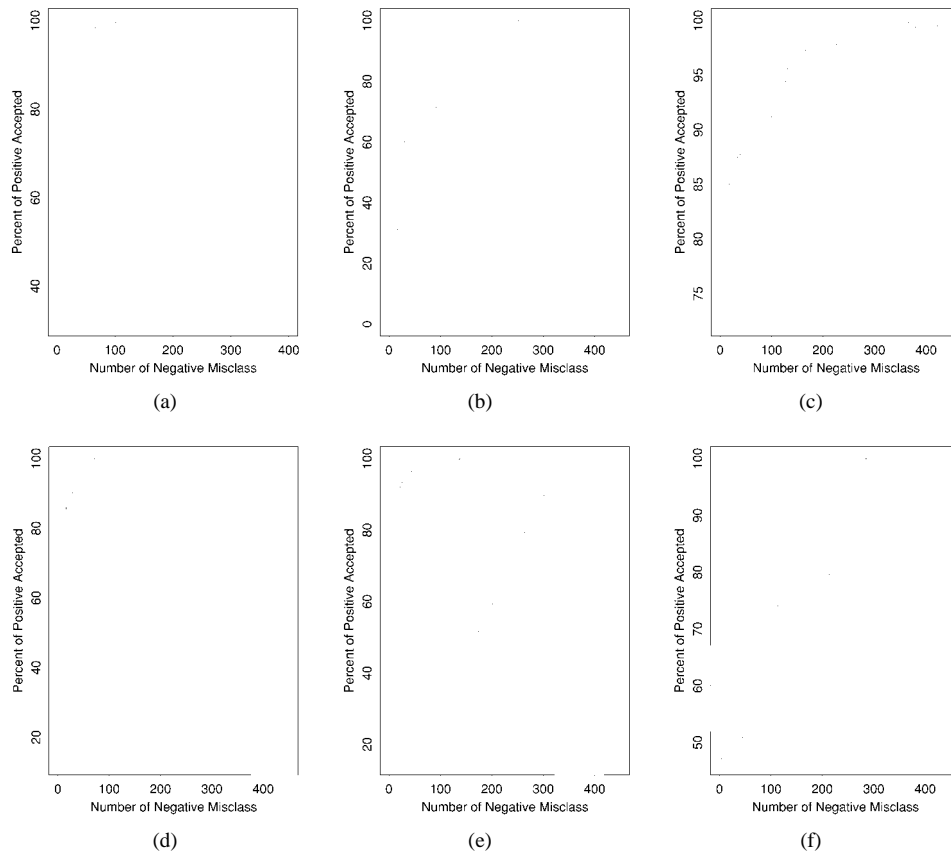 Percent of Positive Accepted
100
80
60
40
0 100 200 300 400
Number of Negative Misclass
(a)
Percent of Positive Accepted
100
80
60
40
20
0
0 100 200 300 400
Number of Negative Misclass
(b)
Percent of Positive Accepted
100
95
90
85
80
75
0 100 200 300 400
Number of Negative Misclass
(c)
Percent of Positive Accepted
100
80
60
40
20
0 100 200 300 400
Number of Negative Misclass
(d)
Percent of Positive Accepted
100
80
60
40
20
0 100 200 300 400
Number of Negative Misclass
(e)
Percent of Positive Accepted
100
90
80
70
60
50
0 100 200 300 400
Number of Negative Misclass
(f)